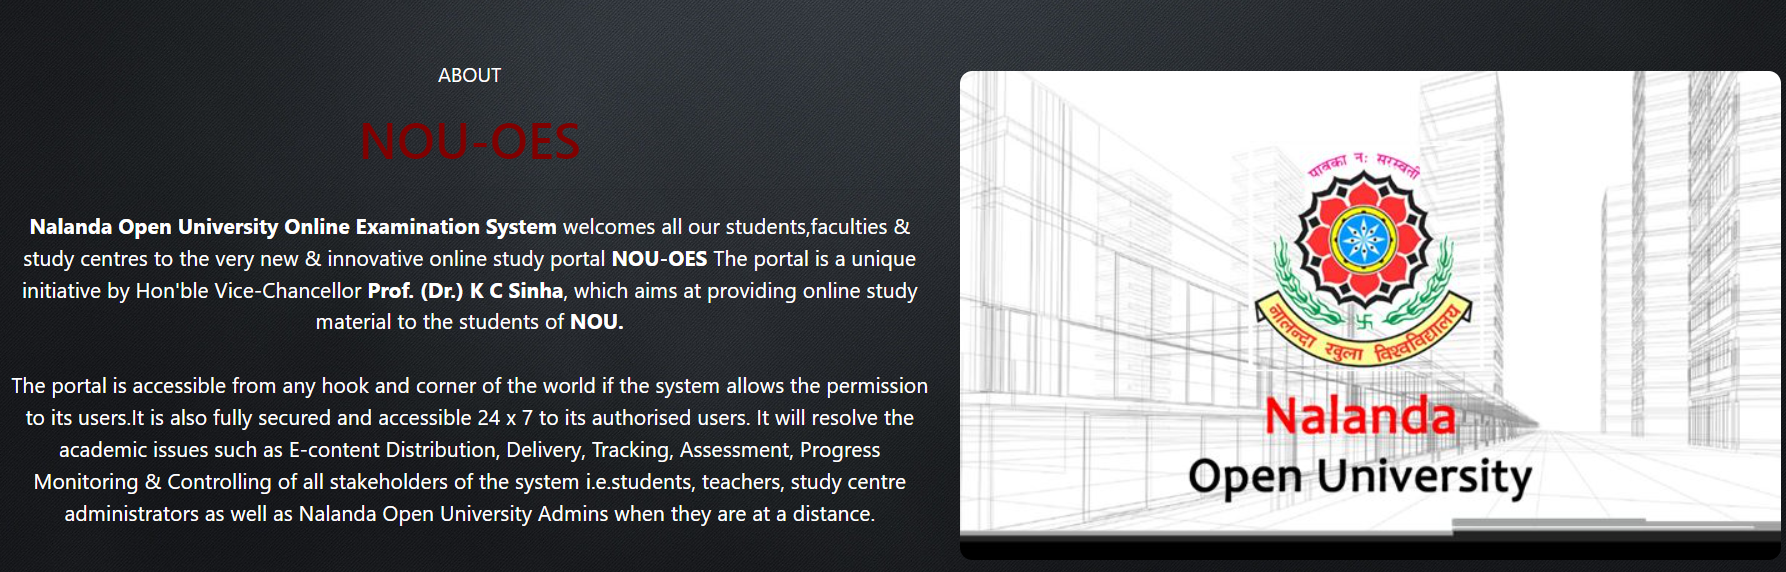 ABOUT
NOU-OES
Nalanda Open University Online Examination System welcomes all our students,faculties &
study centres to the very new & innovative online study portal NOU-OES The portal is a unique
initiative by Hon'ble Vice-Chancellor Prof. (Dr.) K C Sinha, which aims at providing online study
material to the students of NOU.
The portal is accessible from any hook and corner of the world if the system allows the permission
to its users.It is also fully secured and accessible 24 x 7 to its authorised users. It will resolve the
academic issues such as E-content Distribution, Delivery, Tracking, Assessment, Progress
Monitoring & Controlling of all stakeholders of the system i.e.students, teachers, study centre
administrators as well as Nalanda Open University Admins when they are at a distance.
पावका नः सरस्वती
नालन्दा खुला विश्वविद्यालय
Nalanda
Open University